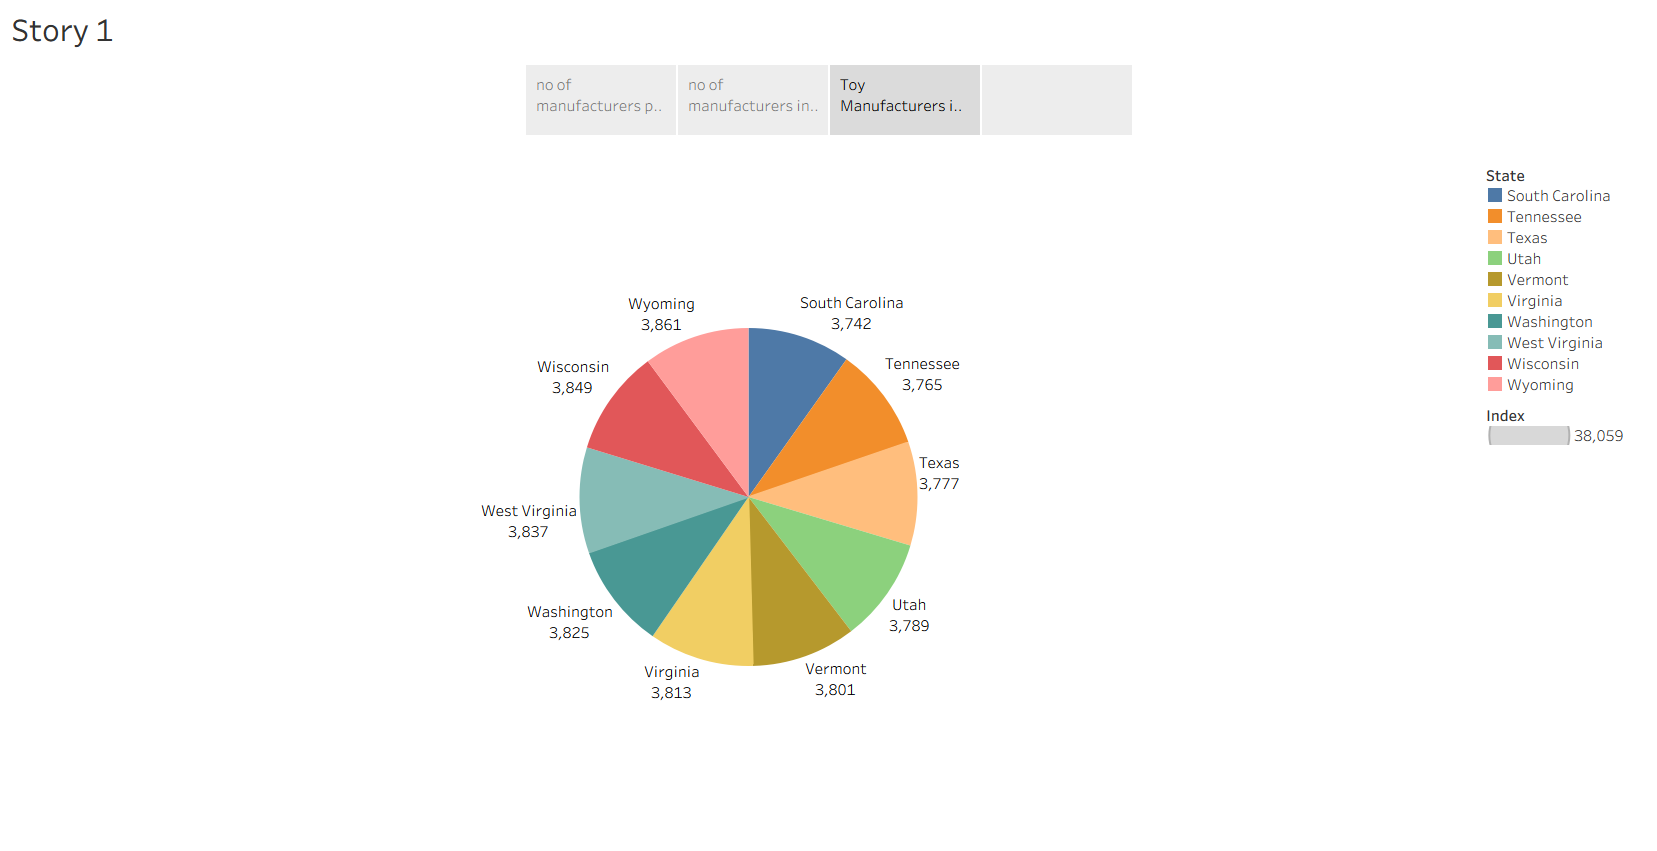 Story 1
no of
manufacturers p..
no of
manufacturers in..
Toy
Manufacturers i..
State
South Carolina
Tennessee
Texas
Utah
Vermont
Virginia
Washington
West Virginia
Wisconsin
Wyoming
Index
38,059
Wyoming
3,861
South Carolina
3,742
Wisconsin
3,849
Tennessee
3,765
Texas
3,777
West Virginia
3,837
Washington
3,825
Utah
3,789
Virginia
3,813
Vermont
3,801